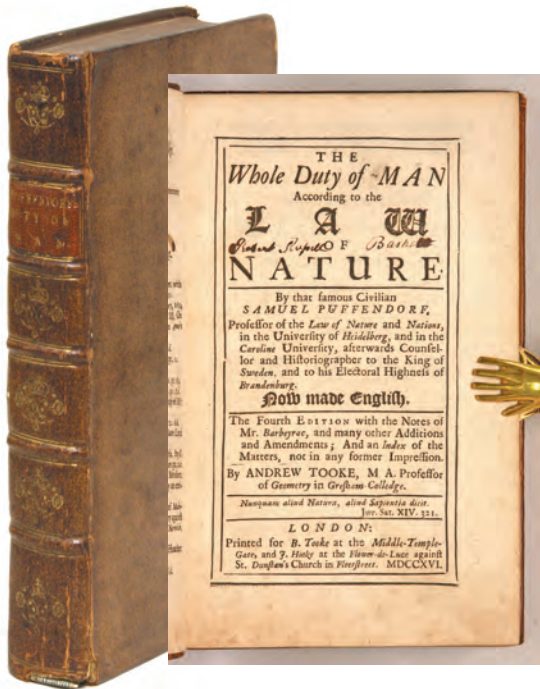 THE
Whole Duty of MAN
According to the
LAW
OF
NATURE.
By that famous Civilian
SAMUEL PUFFENDORF,
Profeſſor of the Law of Nature and Nations,
in the University of Heidelberg, and in the
Caroline University, afterwards Counſel-
lor and Hiſtoriographer to the King of
Sweden, and to his Electoral Highneſs of
Brandenburg.
Now made Engliſh.
The Fourth EDITION with the Notes of
Mr. Barbeyrac, and many other Additions
and Amendments; And an Index of the
Matters, not in any former Impreſſion.
By ANDREW TOOKE, M A. Profeſſor
of Geometry in Greſham-Colledge.
Nunquam aliud Natura, aliud Sapientia dicit.
Juv. Sat. XIV. 321.
LONDON:
Printed for B. Tooke at the Middle-Temple-
Gate, and J. Hooke at the Flower-de-Luce againſt
St. Dunſtan's Church in Fleetſtreet. MDCCXVI.